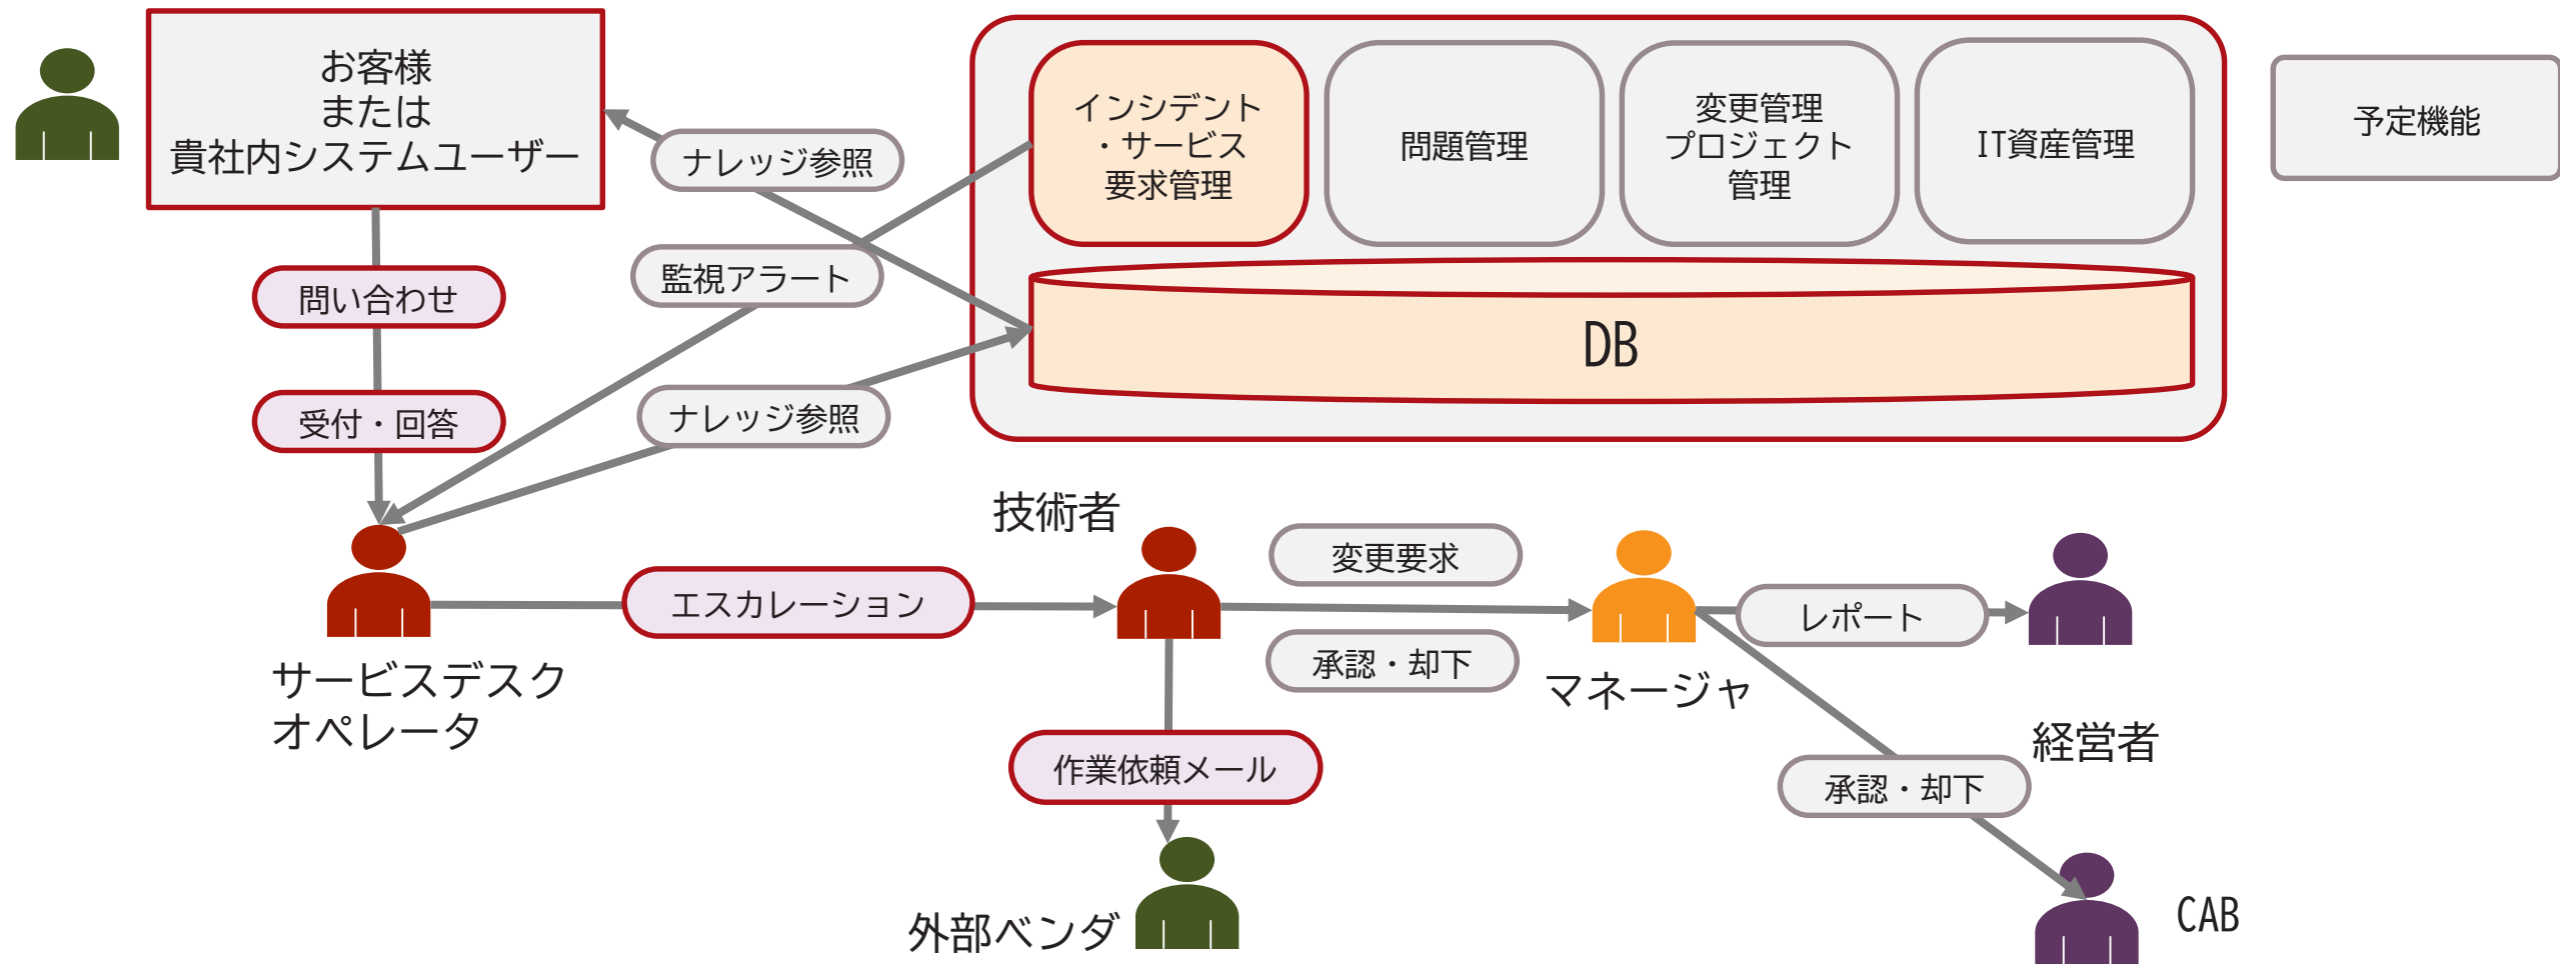 お客様
または
貴社内システムユーザー
インシデント
・サービス
要求管理
問題管理
変更管理
プロジェクト
管理
IT資産管理
予定機能
ナレッジ参照
監視アラート
問い合わせ
DB
受付・回答
ナレッジ参照
技術者
変更要求
エスカレーション
レポート
承認・却下
サービスデスク
オペレータ
マネージャ
経営者
作業依頼メール
承認・却下
外部ベンダ
CAB